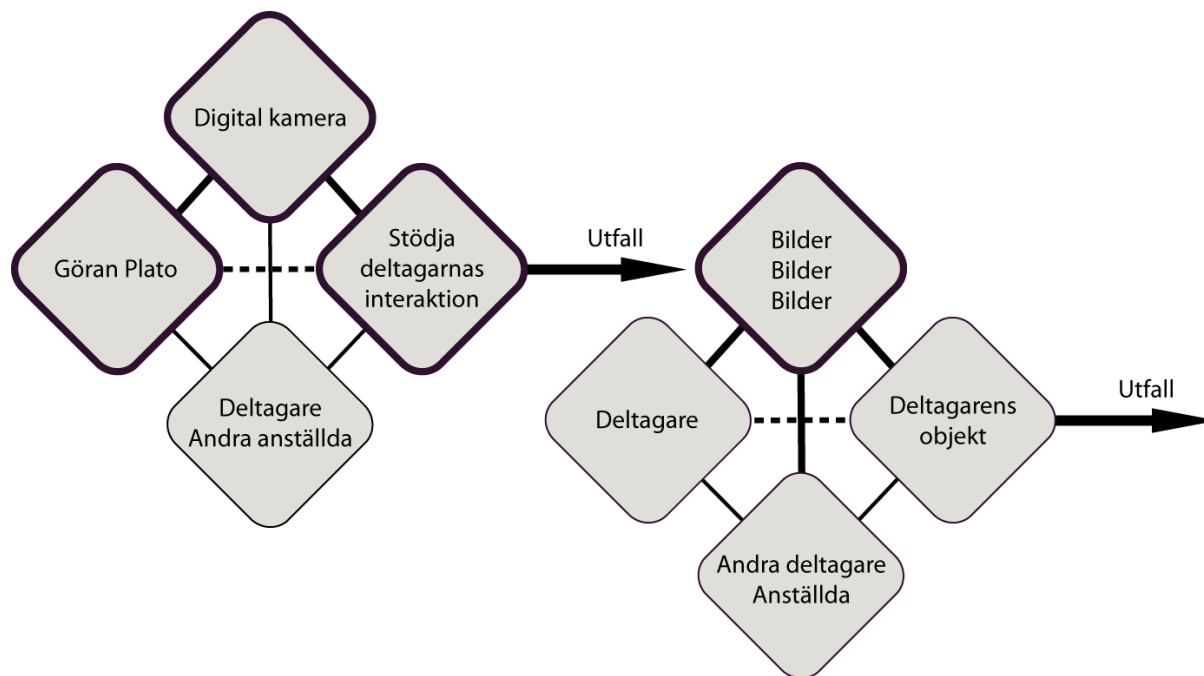 Digital kamera
Göran Plato
Stödja
deltagarnas
interaktion
Utfall
Deltagare
Andra anställda
Bilder
Bilder
Bilder
Deltagare
Deltagarens
objekt
Utfall
Andra deltagare
Anställda